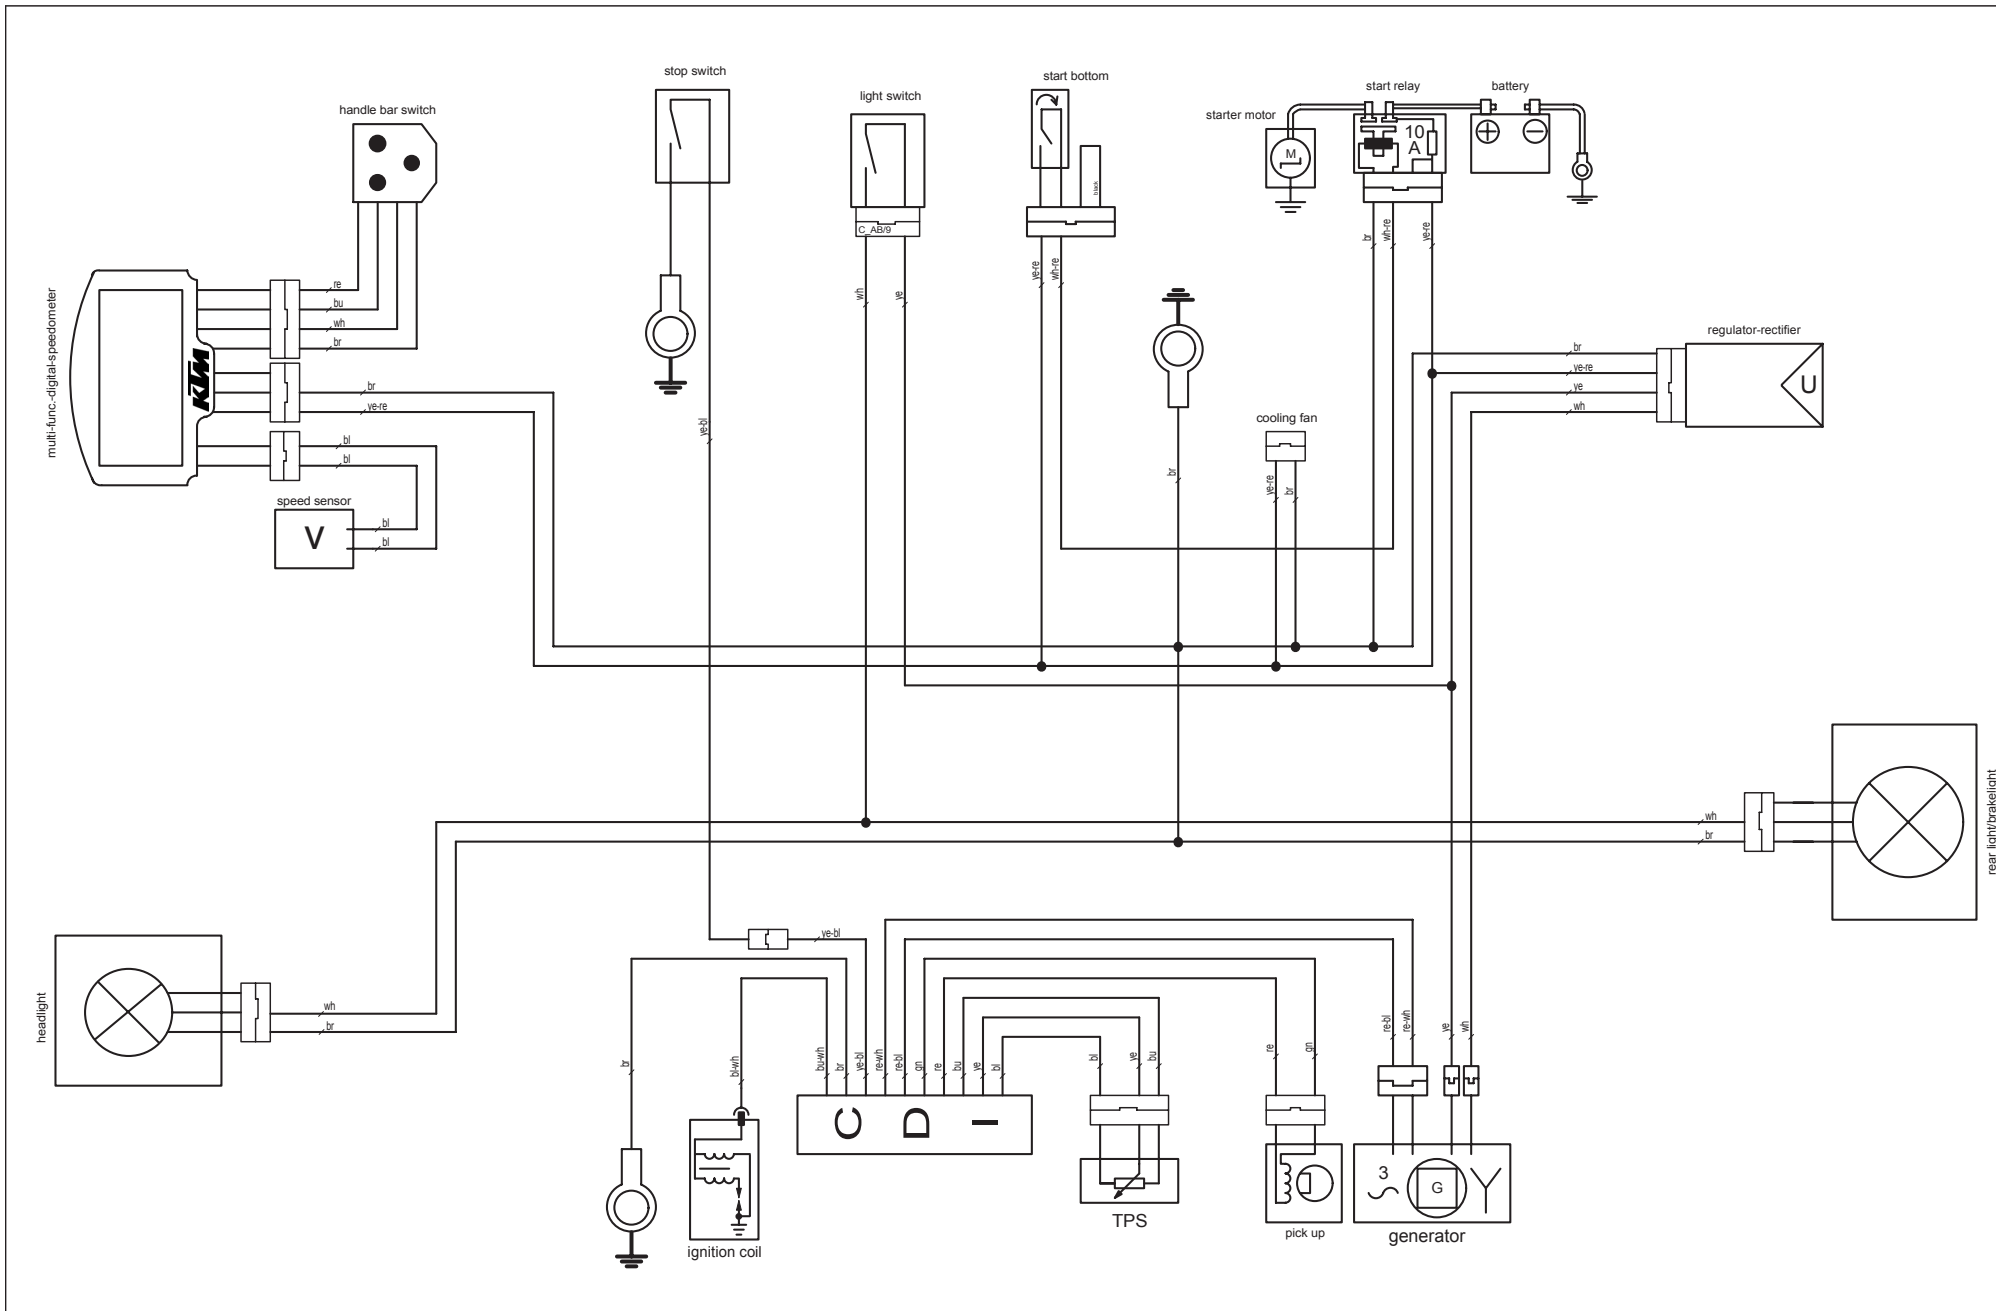 stop switch
start bottom
start relay
battery
light switch
handle bar switch
starter motor
10
A
M
black
C_AB/9
br
wh-re
ye-re
ye-re
wh-re
wh
ye
re
bu
wh
br
multi-func.-digital-speedometer
KTM
regulator-rectifier
br
ye-re
ye
wh
U
br
ye-re
cooling fan
ye-bl
bl
bl
br
ye-re
br
speed sensor
V
bl
bl
rear light/brakelight
wh
br
ye-bl
headlight
wh
br
br
bl-wh
bu-wh
br
ye-bl
re-wh
re-bl
gn
re
bu
ye
bl
bl
ye
bu
re
gn
re-bl
re-wh
ye
wh
C D I
3
G
TPS
pick up
generator
ignition coil